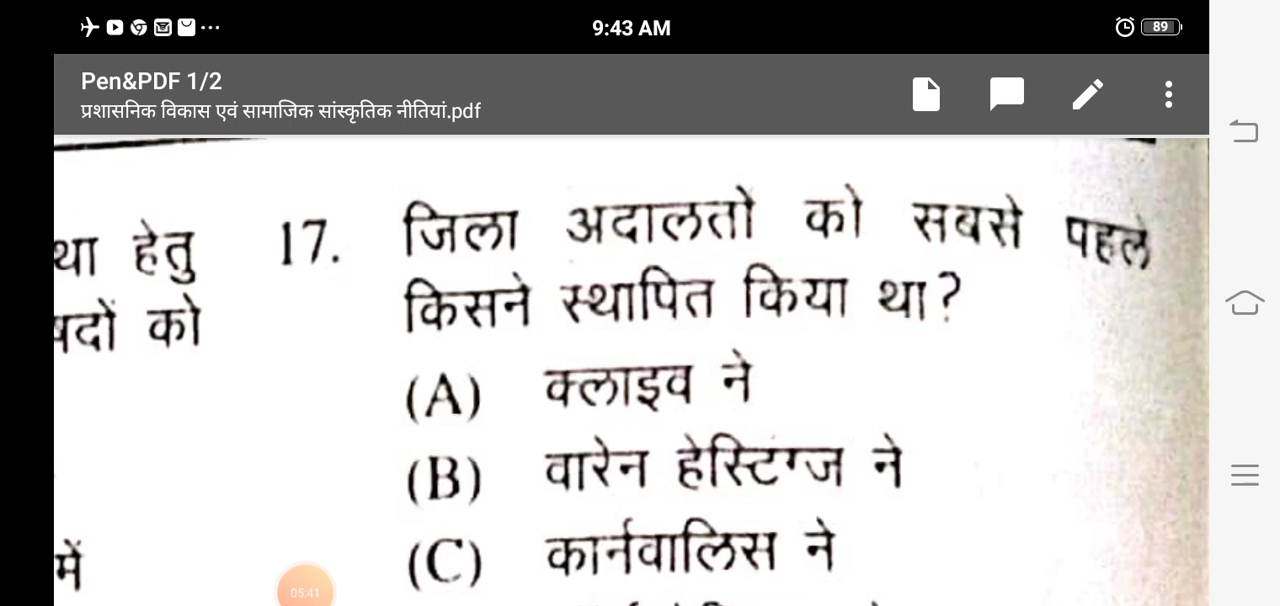 9:43 AM
89
Pen&PDF 1/2
प्रशासनिक विकास एवं सामाजिक सांस्कृतिक नीतियां.pdf
था हेतु
पदों को
में
17. जिला अदालतों को सबसे पहले
किसने स्थापित किया था?
(A) क्लाइव ने
(B) वारेन हेस्टिंग्ज ने
(C) कार्नवालिस ने
05:41